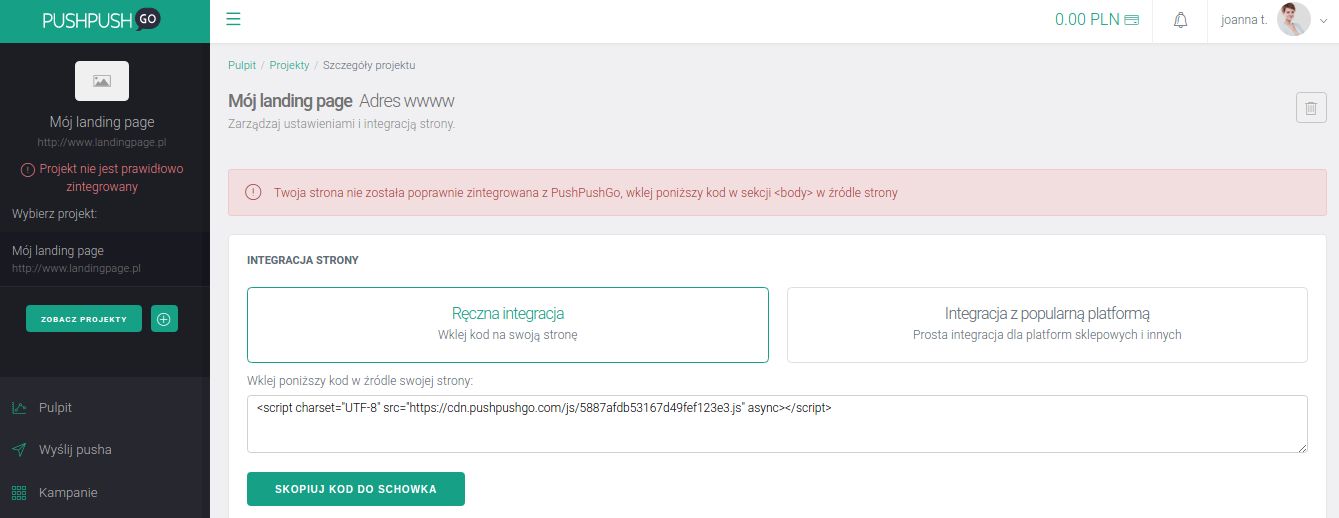 PUSHPUSH GO
0.00 PLN
joanna t.
Mój landing page
http://www.landingpage.pl
Projekt nie jest prawidłowo
zintegrowany
Wybierz projekt:
Mój landing page
http://www.landingpage.pl
ZOBACZ PROJEKTY
Pulpit
Wyślij pusha
Kampanie
Pulpit / Projekty / Szczegóły projektu
Mój landing page Adres wwww
Zarządzaj ustawieniami i integracją strony.
Twoja strona nie została poprawnie zintegrowana z PushPushGo, wklej poniższy kod w sekcji <body> w źródle strony
INTEGRACJA STRONY
Ręczna integracja
Wklej kod na swoją stronę
Integracja z popularną platformą
Prosta integracja dla platform sklepowych i innych
Wklej poniższy kod w źródle swojej strony:
<script charset="UTF-8" src="https://cdn.pushpushgo.com/js/5887afdb53167d49fef123e3.js" async></script>
SKOPIUJ KOD DO SCHOWKA